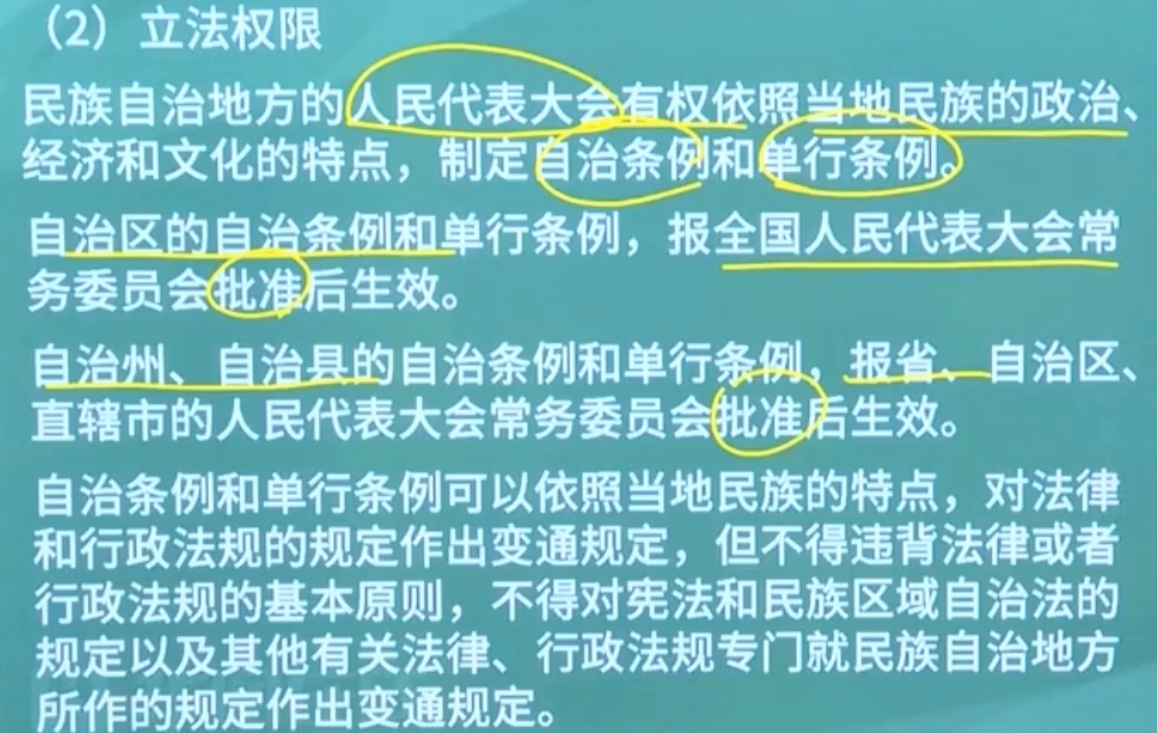 （2）立法权限
民族自治地方的人民代表大会有权依照当地民族的政治、
经济和文化的特点，制定自治条例和单行条例。
自治区的自治条例和单行条例，报全国人民代表大会常
务委员会批准后生效。
自治州、自治县的自治条例和单行条例，报省、自治区、
直辖市的人民代表大会常务委员会批准后生效。
自治条例和单行条例可以依照当地民族的特点，对法律
和行政法规的规定作出变通规定，但不得违背法律或者
行政法规的基本原则，不得对宪法和民族区域自治法的
规定以及其他有关法律、行政法规专门就民族自治地方
所作的规定作出变通规定。